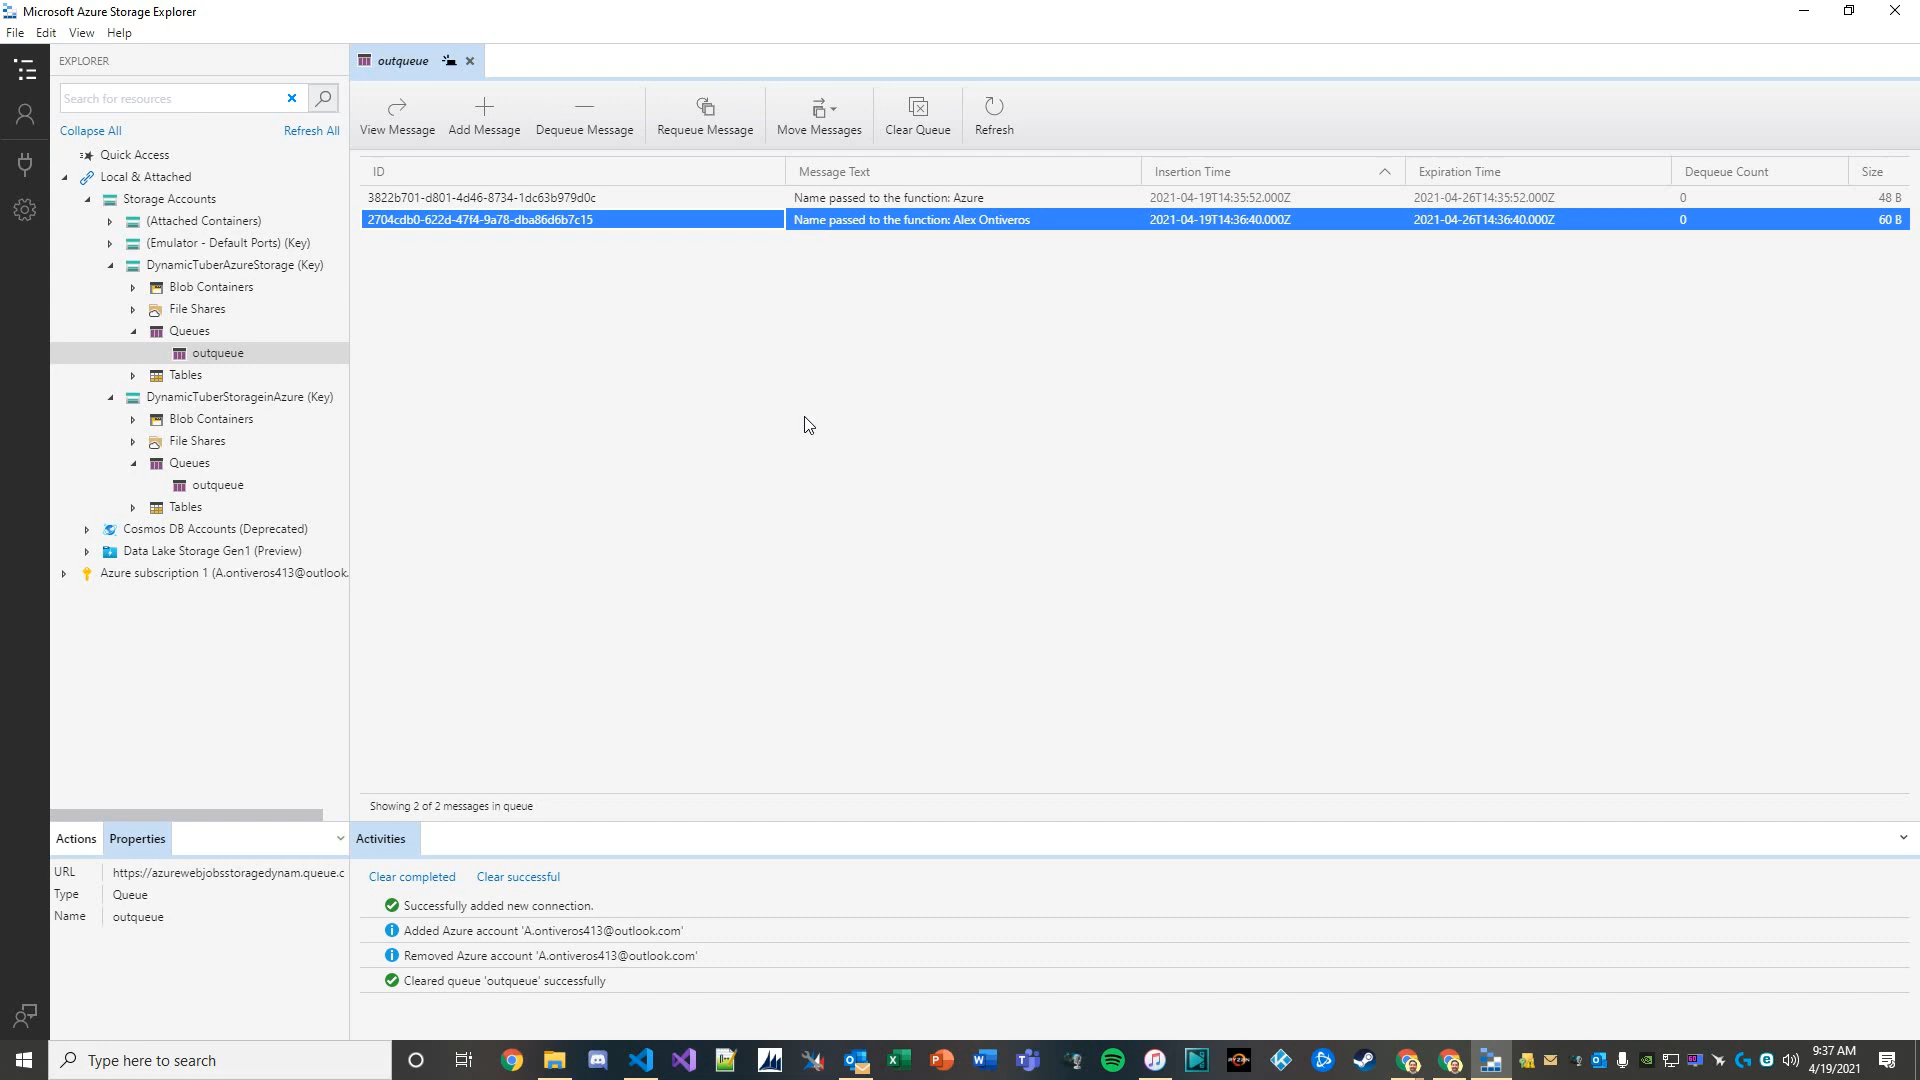 Microsoft Azure Storage Explorer
File Edit View Help
EXPLORER
Search for resources
Collapse All Refresh All
Quick Access
Local & Attached
Storage Accounts
(Attached Containers)
(Emulator - Default Ports) (Key)
DynamicTuberAzureStorage (Key)
Blob Containers
File Shares
Queues
outqueue
Tables
DynamicTuberStorageinAzure (Key)
Blob Containers
File Shares
Queues
outqueue
Tables
Cosmos DB Accounts (Deprecated)
Data Lake Storage Gen1 (Preview)
Azure subscription 1 (A.ontiveros413@outlook.
Actions Properties
URL https://azurewebjobsstoragedynam.queue.c
Type Queue
Name outqueue
outqueue
View Message Add Message Dequeue Message Requeue Message Move Messages Clear Queue Refresh
ID Message Text Insertion Time Expiration Time Dequeue Count Size
3822b701-d801-4d46-8734-1dc63b979d0c Name passed to the function: Azure 2021-04-19T14:35:52.000Z 2021-04-26T14:35:52.000Z 0 48 B
2704cdb0-622d-47f4-9a78-dba86d6b7c15 Name passed to the function: Alex Ontiveros 2021-04-19T14:36:40.000Z 2021-04-26T14:36:40.000Z 0 60 B
Showing 2 of 2 messages in queue
Activities
Clear completed Clear successful
Successfully added new connection.
Added Azure account 'A.ontiveros413@outlook.com'
Removed Azure account 'A.ontiveros413@outlook.com'
Cleared queue 'outqueue' successfully
Type here to search
9:37 AM
4/19/2021